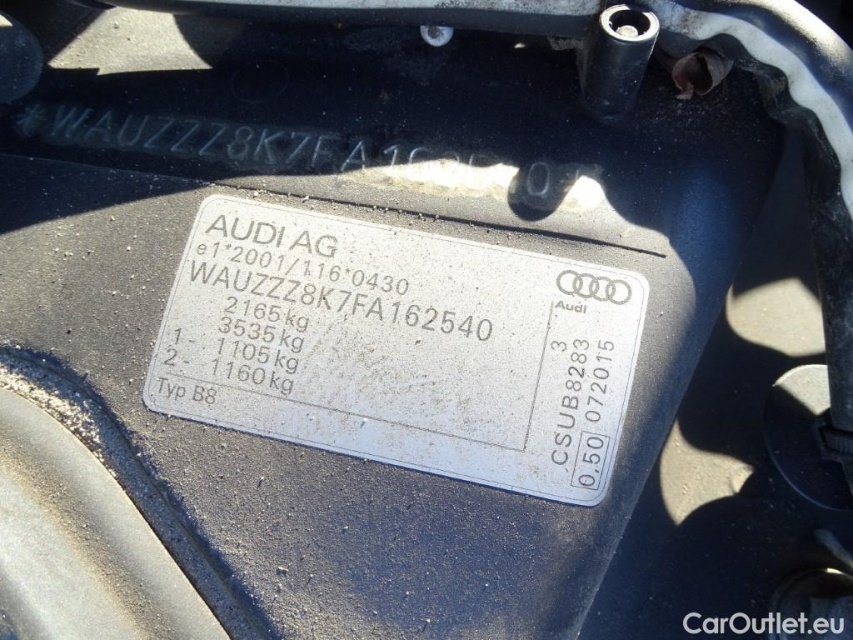 *WAUZZZ8K7FA162540*
AUDI AG
e1*2001/116*0430
WAUZZZ8K7FA162540
2165 kg
3535 kg
1 - 1105 kg
2 - 1160 kg
Typ B8
Audi
CSUB8283 3
0.50 072015
CarOutlet.eu